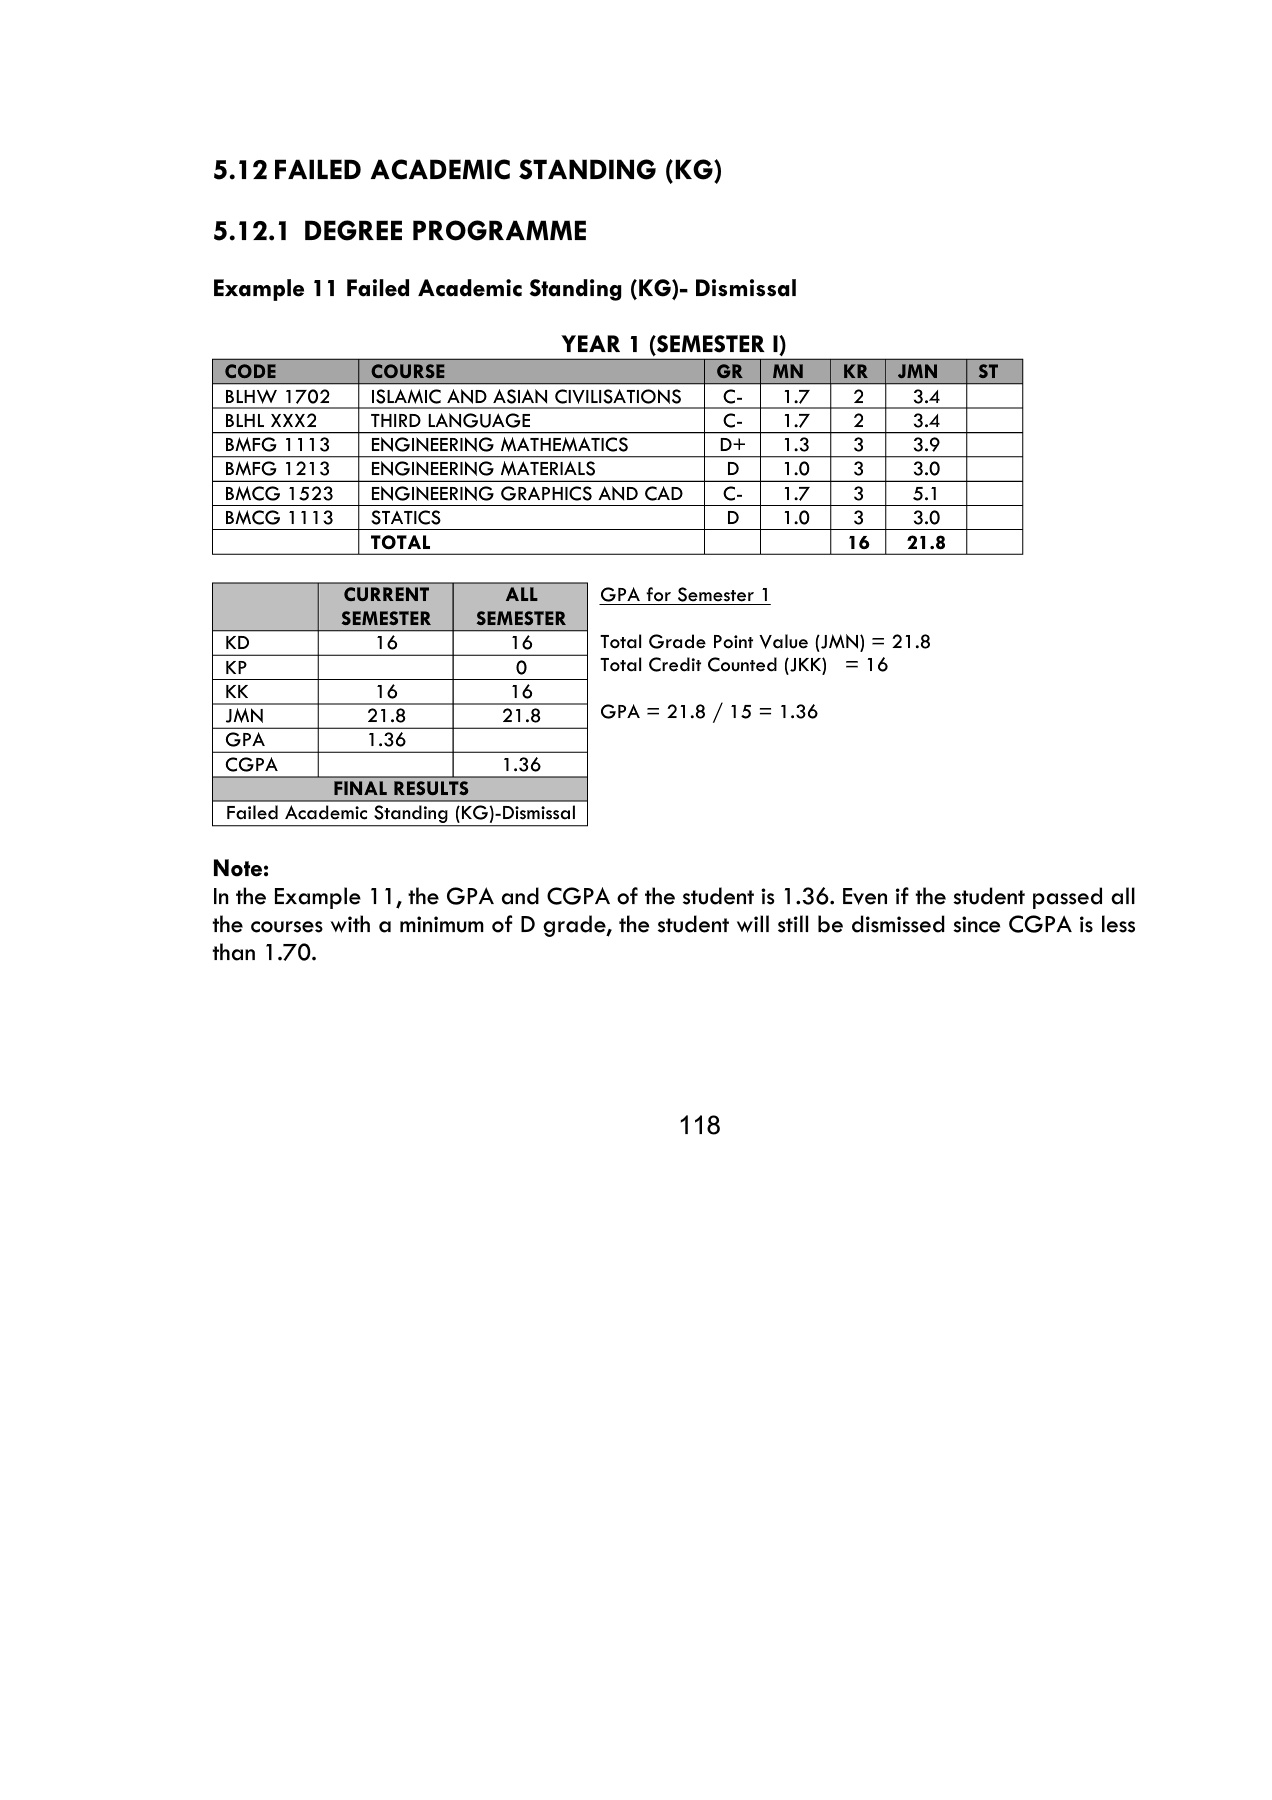 5.12 FAILED ACADEMIC STANDING (KG)
5.12.1 DEGREE PROGRAMME
Example 11 Failed Academic Standing (KG)- Dismissal
YEAR 1 (SEMESTER I)
CODE COURSE GR MN KR JMN ST
BLHW 1702 ISLAMIC AND ASIAN CIVILISATIONS C- 1.7 2 3.4
BLHL XXX2 THIRD LANGUAGE C- 1.7 2 3.4
BMFG 1113 ENGINEERING MATHEMATICS D+ 1.3 3 3.9
BMFG 1213 ENGINEERING MATERIALS D 1.0 3 3.0
BMCG 1523 ENGINEERING GRAPHICS AND CAD C- 1.7 3 5.1
BMCG 1113 STATICS D 1.0 3 3.0
TOTAL 16 21.8
CURRENT ALL
SEMESTER SEMESTER
KD 16 16
KP 0
KK 16 16
JMN 21.8 21.8
GPA 1.36
CGPA 1.36
FINAL RESULTS
Failed Academic Standing (KG)-Dismissal
GPA for Semester 1
Total Grade Point Value (JMN) = 21.8
Total Credit Counted (JKK) = 16
GPA = 21.8 / 15 = 1.36
Note:
In the Example 11, the GPA and CGPA of the student is 1.36. Even if the student passed all
the courses with a minimum of D grade, the student will still be dismissed since CGPA is less
than 1.70.
118